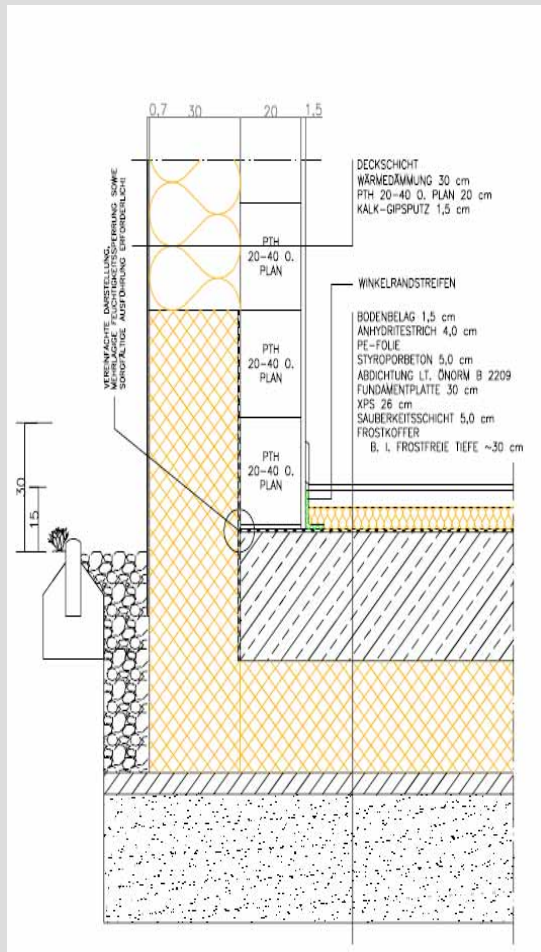 0,7 30 20 1,5
DECKSCHICHT
WÄRMEDÄMMUNG 30 cm
PTH 20-40 O. PLAN 20 cm
KALK-GIPSPUTZ 1,5 cm
VEREINFACHTE DARSTELLUNG,
MEHRLAGIGE FEUCHTIGKEITSSPERRUNG SOWIE
SORGFÄLTIGE AUSFÜHRUNG ERFORDERLICH!
PTH
20-40 O.
PLAN
WINKELRANDSTREIFEN
BODENBELAG 1,5 cm
ANHYDRITESTRICH 4,0 cm
PE-FOLIE
STYROPORBETON 5,0 cm
ABDICHTUNG LT. ÖNORM B 2209
FUNDAMENTPLATTE 30 cm
XPS 26 cm
SAUBERKEITSSCHICHT 5,0 cm
FROSTKOFFER
B. I. FROSTFREIE TIEFE ~30 cm
PTH
20-40 O.
PLAN
PTH
20-40 O.
PLAN
30
15